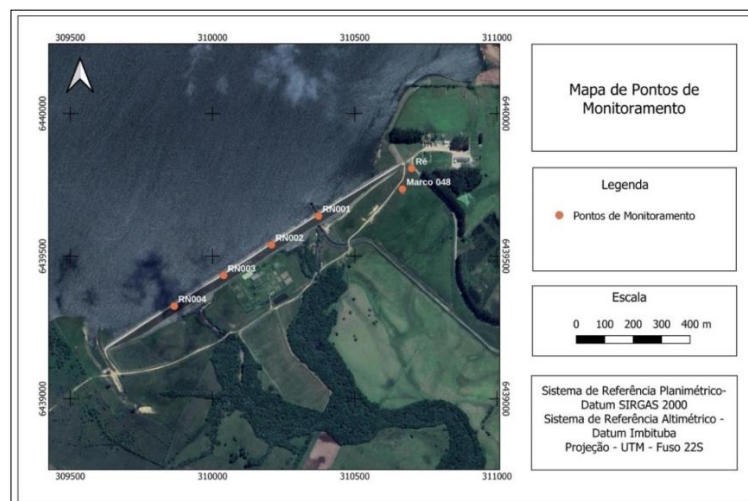 309500 310000 310500 311000
6440000
6440000
Ré
Marco 048
RN001
RN002
6439500
6439500
RN003
RN004
6439000
6439000
309500 310000 310500 311000
Mapa de Pontos de
Monitoramento
Legenda
Pontos de Monitoramento
Escala
0 100 200 300 400 m
Sistema de Referência Planimétrico-
Datum SIRGAS 2000
Sistema de Referência Altimétrico -
Datum Imbituba
Projeção - UTM - Fuso 22S